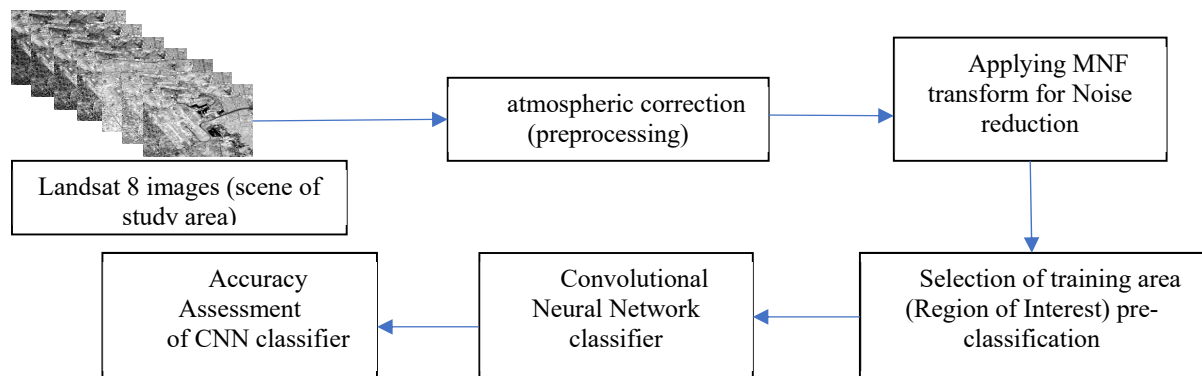 Landsat 8 images (scene of
study area)
atmospheric correction
(preprocessing)
Applying MNF
transform for Noise
reduction
Selection of training area
(Region of Interest) pre-
classification
Convolutional
Neural Network
classifier
Accuracy
Assessment
of CNN classifier